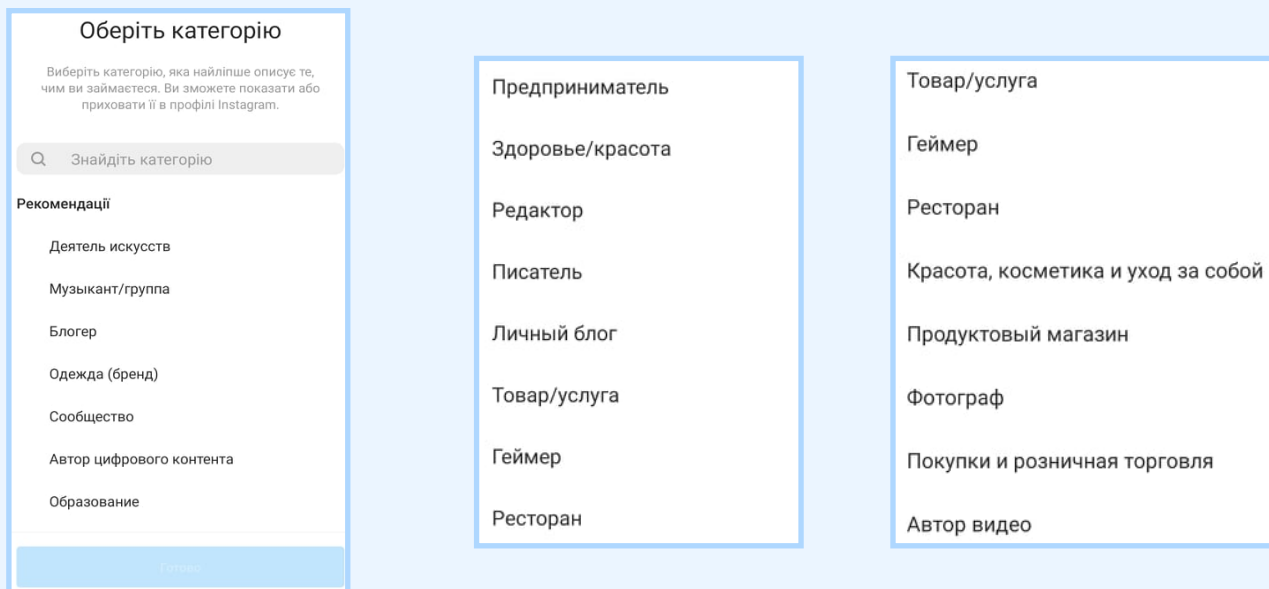 Оберіть категорію
Виберіть категорію, яка найліпше описує те,
чим ви займаєтеся. Ви зможете показати або
приховати її в профілі Instagram.
Знайдіть категорію
Рекомендації
Деятель искусств
Музыкант/группа
Блогер
Одежда (бренд)
Сообщество
Автор цифрового контента
Образование
Готово
Предприниматель
Здоровье/красота
Редактор
Писатель
Личный блог
Товар/услуга
Геймер
Ресторан
Товар/услуга
Геймер
Ресторан
Красота, косметика и уход за собой
Продуктовый магазин
Фотограф
Покупки и розничная торговля
Автор видео